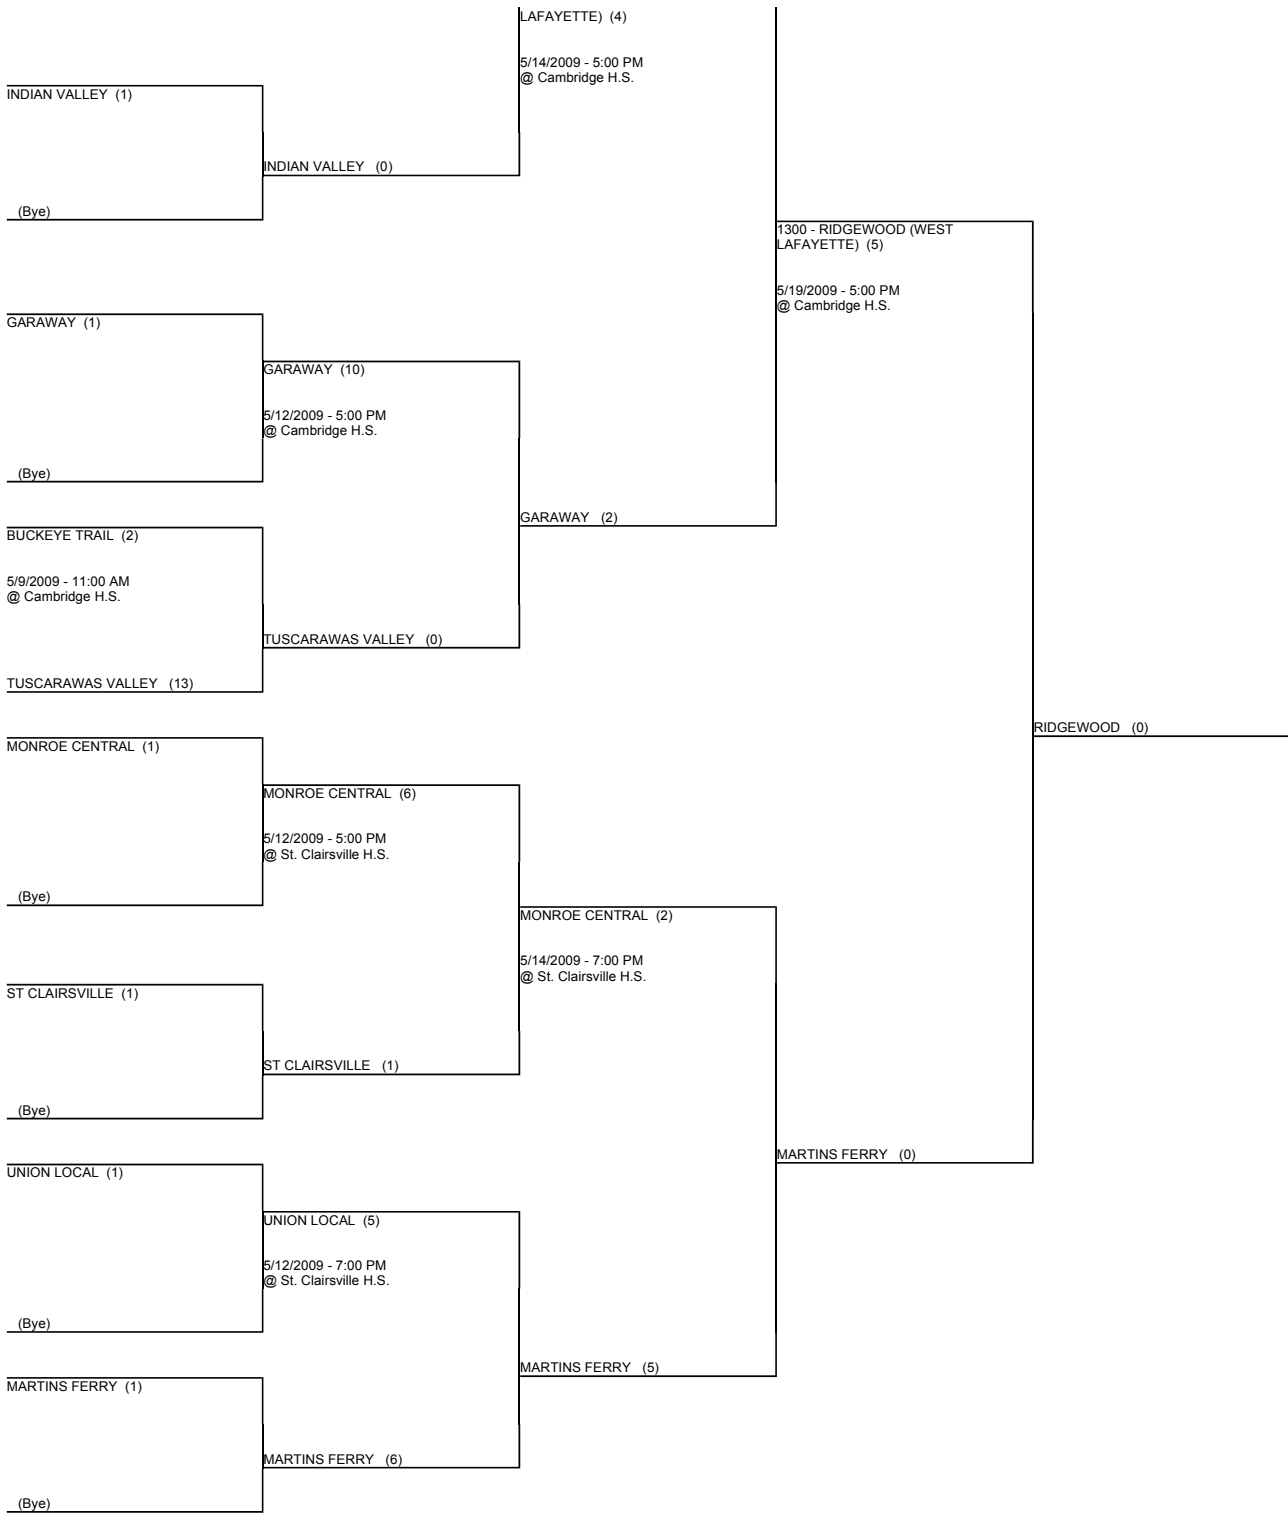 LAFAYETTE) (4)
5/14/2009 - 5:00 PM
@ Cambridge H.S.
INDIAN VALLEY (1)
INDIAN VALLEY (0)
(Bye)
1300 - RIDGEWOOD (WEST
LAFAYETTE) (5)
5/19/2009 - 5:00 PM
@ Cambridge H.S.
GARAWAY (1)
GARAWAY (10)
5/12/2009 - 5:00 PM
@ Cambridge H.S.
(Bye)
GARAWAY (2)
BUCKEYE TRAIL (2)
5/9/2009 - 11:00 AM
@ Cambridge H.S.
TUSCARAWAS VALLEY (0)
TUSCARAWAS VALLEY (13)
RIDGEWOOD (0)
MONROE CENTRAL (1)
MONROE CENTRAL (6)
5/12/2009 - 5:00 PM
@ St. Clairsville H.S.
(Bye)
MONROE CENTRAL (2)
5/14/2009 - 7:00 PM
@ St. Clairsville H.S.
ST CLAIRSVILLE (1)
ST CLAIRSVILLE (1)
(Bye)
MARTINS FERRY (0)
UNION LOCAL (1)
UNION LOCAL (5)
5/12/2009 - 7:00 PM
@ St. Clairsville H.S.
(Bye)
MARTINS FERRY (5)
MARTINS FERRY (1)
MARTINS FERRY (6)
(Bye)